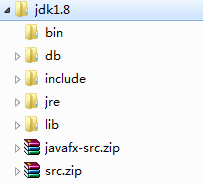 jdk1.8
bin
db
include
jre
lib
javafx-src.zip
src.zip